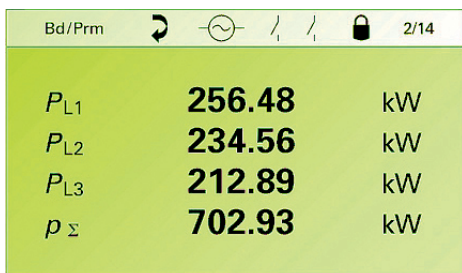 Bd/Prm 2/14
PL1 256.48 kW
PL2 234.56 kW
PL3 212.89 kW
p Σ 702.93 kW